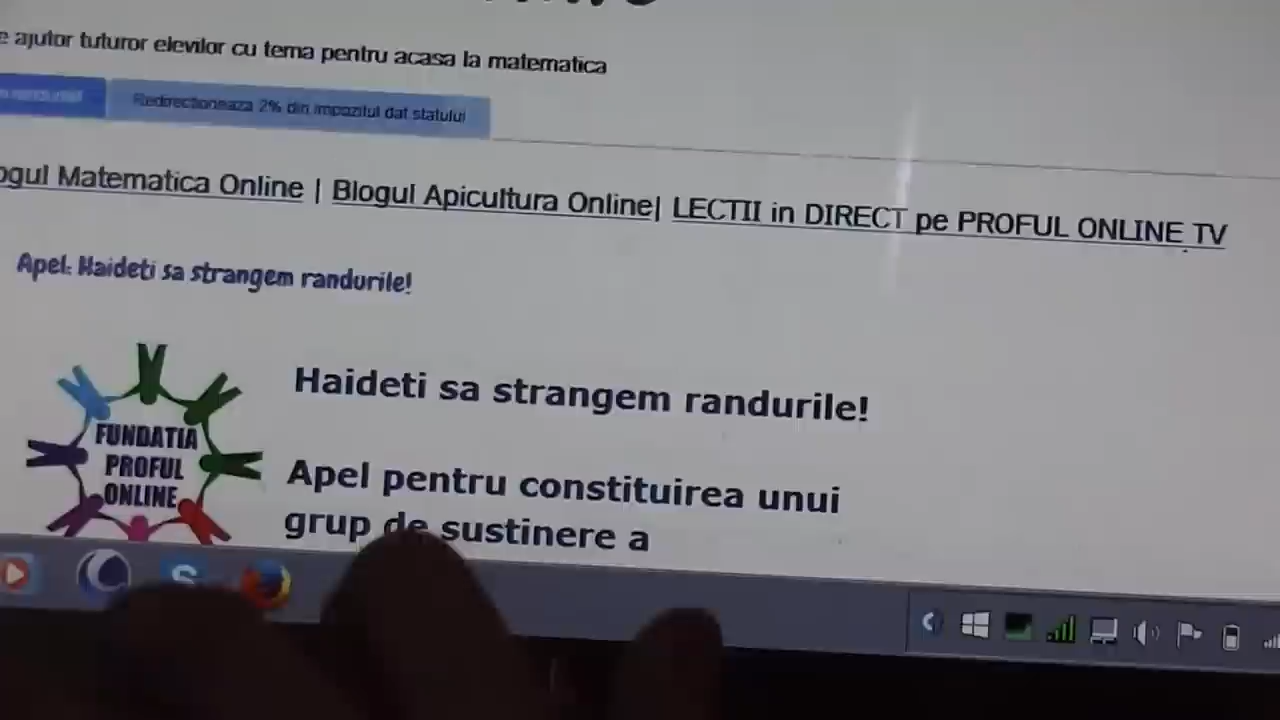 e ajutor tuturor elevilor cu tema pentru acasa la matematica
Redirectioneaza 2% din impozitul dat statului
ogul Matematica Online | Blogul Apicultura Online| LECTII in DIRECT pe PROFUL ONLINE TV
Apel: Haideti sa strangem randurile!
Haideti sa strangem randurile!
FUNDATIA
PROFUL
ONLINE
Apel pentru constituirea unui
grup de sustinere a